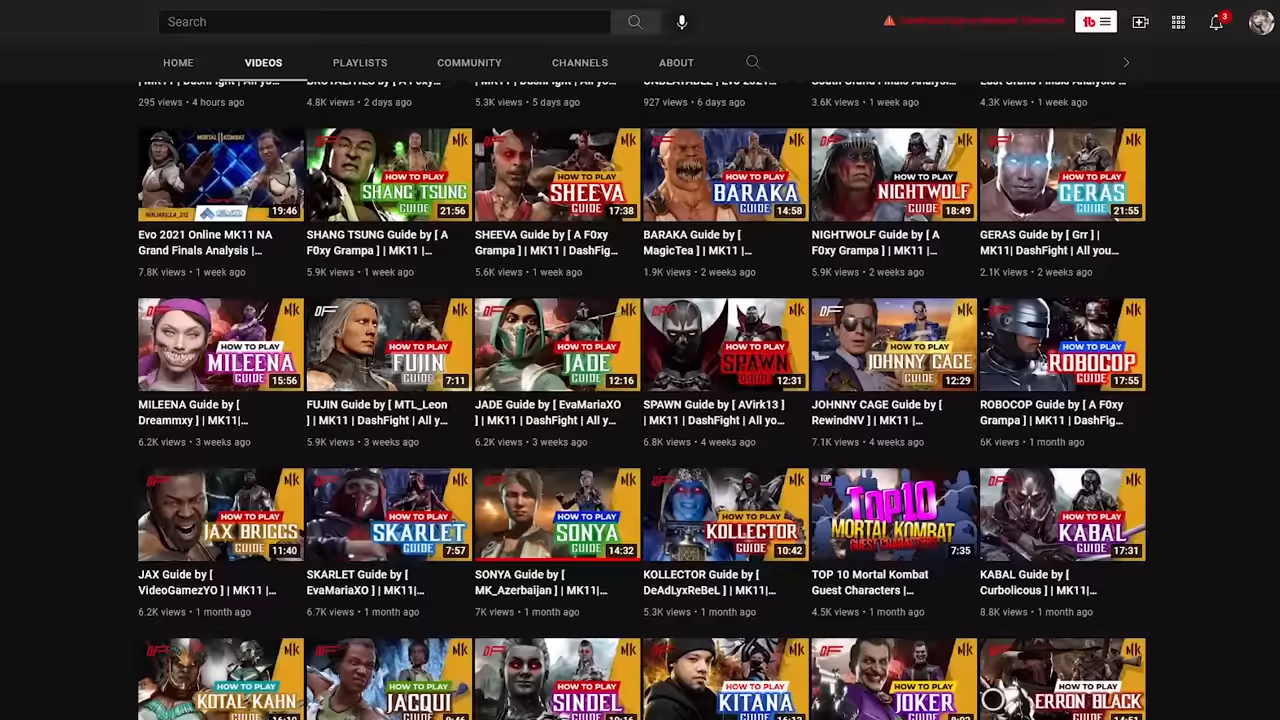 Search
3
HOME VIDEOS PLAYLISTS COMMUNITY CHANNELS ABOUT
295 views • 4 hours ago
4.8K views • 2 days ago
5.3K views • 5 days ago
927 views • 6 days ago
3.6K views • 1 week ago
4.3K views • 1 week ago
MORTAL KOMBAT
NINJAKILLA_212
19:46
Evo 2021 Online MK11 NA
Grand Finals Analysis |...
7.8K views • 1 week ago
HOW TO PLAY
SHANG TSUNG
GUIDE
21:56
SHANG TSUNG Guide by [ A
F0xy Grampa ] | MK11 |...
5.9K views • 1 week ago
HOW TO PLAY
SHEEVA
GUIDE
17:38
SHEEVA Guide by [ A F0xy
Grampa ] | MK11 | DashFig...
5.6K views • 1 week ago
HOW TO PLAY
BARAKA
GUIDE
14:58
BARAKA Guide by [
MagicTea ] | MK11 |...
1.9K views • 2 weeks ago
HOW TO PLAY
NIGHTWOLF
GUIDE
18:49
NIGHTWOLF Guide by [ A
F0xy Grampa ] | MK11 |...
5.9K views • 2 weeks ago
HOW TO PLAY
GERAS
GUIDE
21:55
GERAS Guide by [ Grr ] |
MK11| DashFight | All you...
2.1K views • 2 weeks ago
HOW TO PLAY
MILEENA
GUIDE
15:56
MILEENA Guide by [
Dreammxy ] | MK11|...
6.2K views • 3 weeks ago
HOW TO PLAY
FUJIN
GUIDE
7:11
FUJIN Guide by [ MTL_Leon
] | MK11 | DashFight | All y...
5.9K views • 3 weeks ago
HOW TO PLAY
JADE
GUIDE
12:16
JADE Guide by [ EvaMariaXO
] | MK11 | DashFight | All y...
6.2K views • 3 weeks ago
HOW TO PLAY
SPAWN
GUIDE
12:31
SPAWN Guide by [ AVirk13 ]
| MK11 | DashFight | All yo...
6.8K views • 4 weeks ago
HOW TO PLAY
JOHNNY CAGE
GUIDE
12:29
JOHNNY CAGE Guide by [
RewindNV ] | MK11 |...
7.1K views • 4 weeks ago
HOW TO PLAY
ROBOCOP
GUIDE
17:55
ROBOCOP Guide by [ A F0xy
Grampa ] | MK11 | DashFig...
6K views • 1 month ago
HOW TO PLAY
JAX BRIGGS
GUIDE
11:40
JAX Guide by [
VideoGamezYO ] | MK11 |...
6.2K views • 1 month ago
HOW TO PLAY
SKARLET
GUIDE
7:57
SKARLET Guide by [
EvaMariaXO ] | MK11|...
6.7K views • 1 month ago
HOW TO PLAY
SONYA
GUIDE
14:32
SONYA Guide by [
MK_Azerbaijan ] | MK11|...
7K views • 1 month ago
HOW TO PLAY
KOLLECTOR
GUIDE
10:42
KOLLECTOR Guide by [
DeAdLyxReBeL ] | MK11|...
5.3K views • 1 month ago
TOP10
MORTAL KOMBAT
GUEST CHARACTERS
7:35
TOP 10 Mortal Kombat
Guest Characters |...
4.5K views • 1 month ago
HOW TO PLAY
KABAL
GUIDE
17:31
KABAL Guide by [
Curbolicous ] | MK11|...
8.8K views • 1 month ago
HOW TO PLAY
KOTAL KAHN
HOW TO PLAY
JACQUI
HOW TO PLAY
SINDEL
HOW TO PLAY
KITANA
HOW TO PLAY
JOKER
HOW TO PLAY
ERRON BLACK